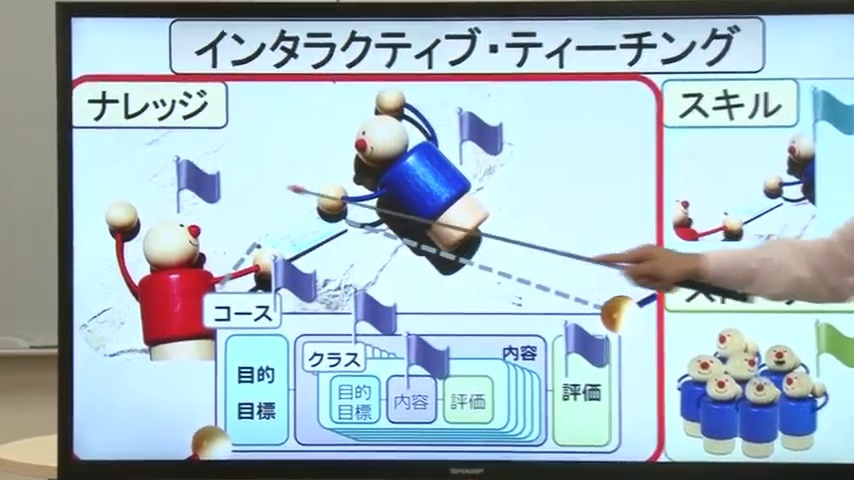 インタラクティブ・ティーチング
ナレッジ
スキル
コース
クラス
内容
目的
目標
目的
目標
内容
評価
評価
SHARP